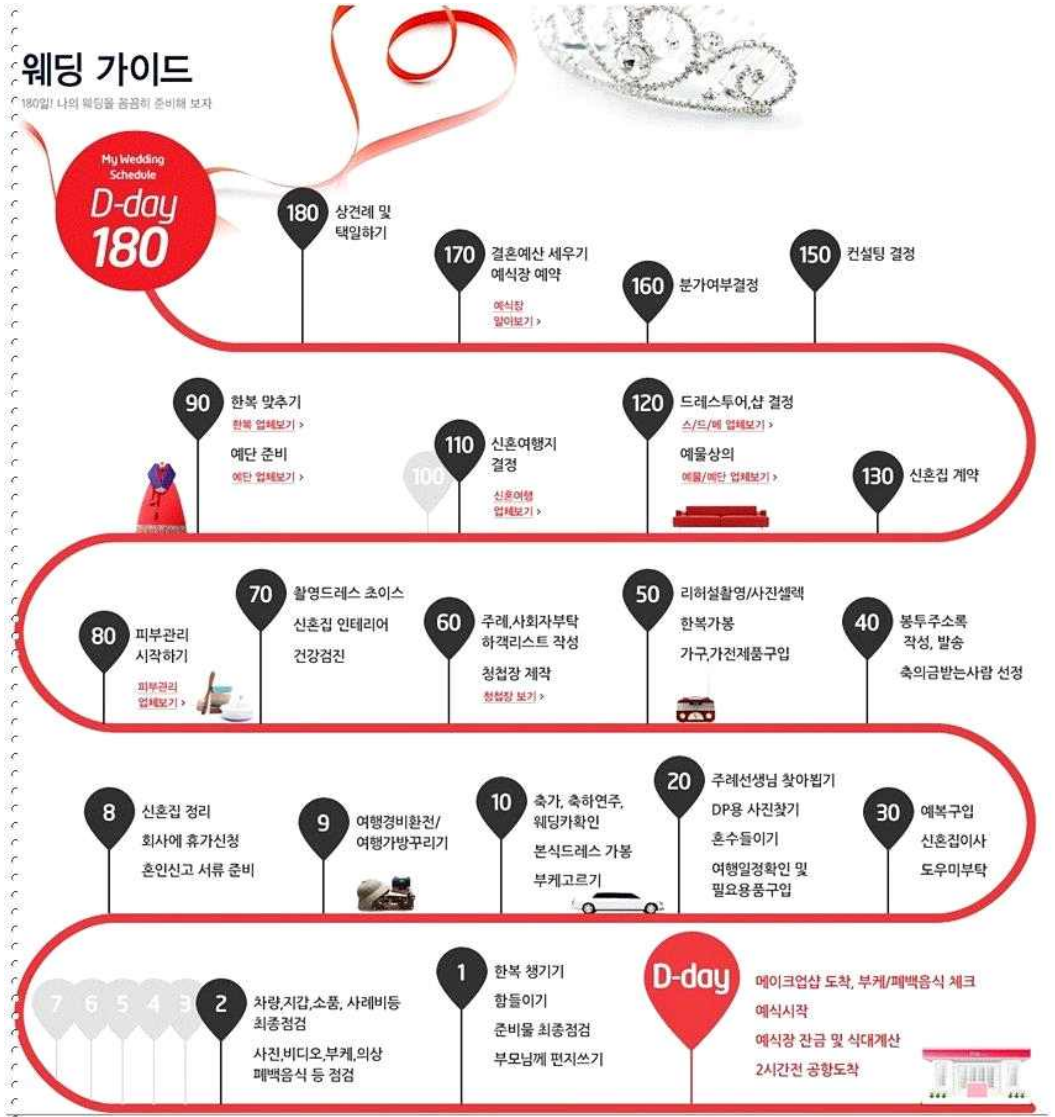 웨딩 가이드
180일! 나의 웨딩을 꼼꼼히 준비해 보자
My Wedding
Schedule
D-day
180
180
상견례 및
택일하기
170
결혼예산 세우기
예식장 예약
예식장
알아보기 >
160
분가여부결정
150
컨설팅 결정
130
신혼집 계약
120
드레스투어,샵 결정
스/드/메 업체보기 >
예물상의
예물/예단 업체보기 >
110
신혼여행지
결정
신혼여행
업체보기 >
100
90
한복 맞추기
한복 업체보기 >
예단 준비
예단 업체보기 >
80
피부관리
시작하기
피부관리
업체보기 >
70
촬영드레스 초이스
신혼집 인테리어
건강검진
60
주례,사회자부탁
하객리스트 작성
청첩장 제작
청첩장 보기 >
50
리허설촬영/사진셀렉
한복가봉
가구,가전제품구입
40
봉투주소록
작성, 발송
축의금받는사람 선정
30
예복구입
신혼집이사
도우미부탁
20
주례선생님 찾아뵙기
DP용 사진찾기
혼수들이기
여행일정확인 및
필요용품구입
10
축가, 축하연주,
웨딩카확인
본식드레스 가봉
부케고르기
9
여행경비환전/
여행가방꾸리기
8
신혼집 정리
회사에 휴가신청
혼인신고 서류 준비
7
6
5
4
3
2
차량,지갑,소품, 사례비등
최종점검
사진,비디오,부케,의상
폐백음식 등 점검
1
한복 챙기기
함들이기
준비물 최종점검
부모님께 편지쓰기
D-day
메이크업샵 도착, 부케/폐백음식 체크
예식시작
예식장 잔금 및 식대계산
2시간전 공항도착